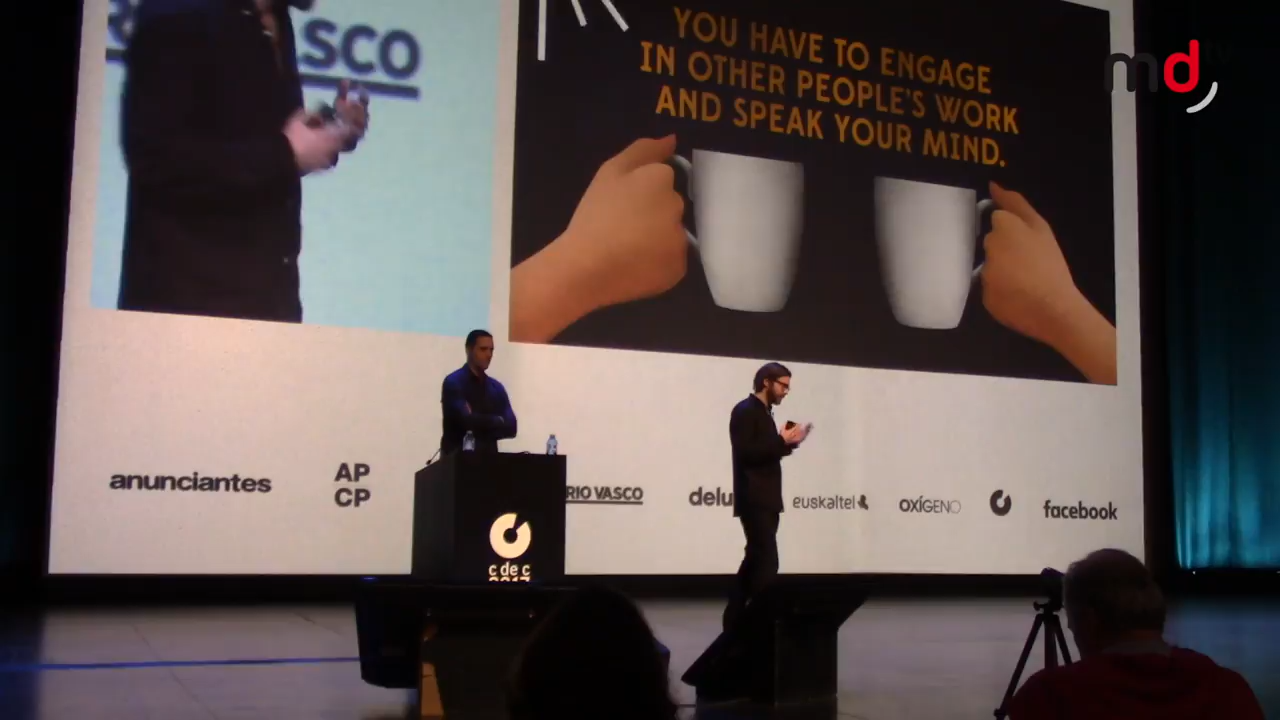 YOU HAVE TO ENGAGE
IN OTHER PEOPLE'S WORK
AND SPEAK YOUR MIND.
VASCO
md
anunciantes
AP
CP
RIO VASCO
delu
euskaltel
OXÍGENO
facebook
c de c
2017